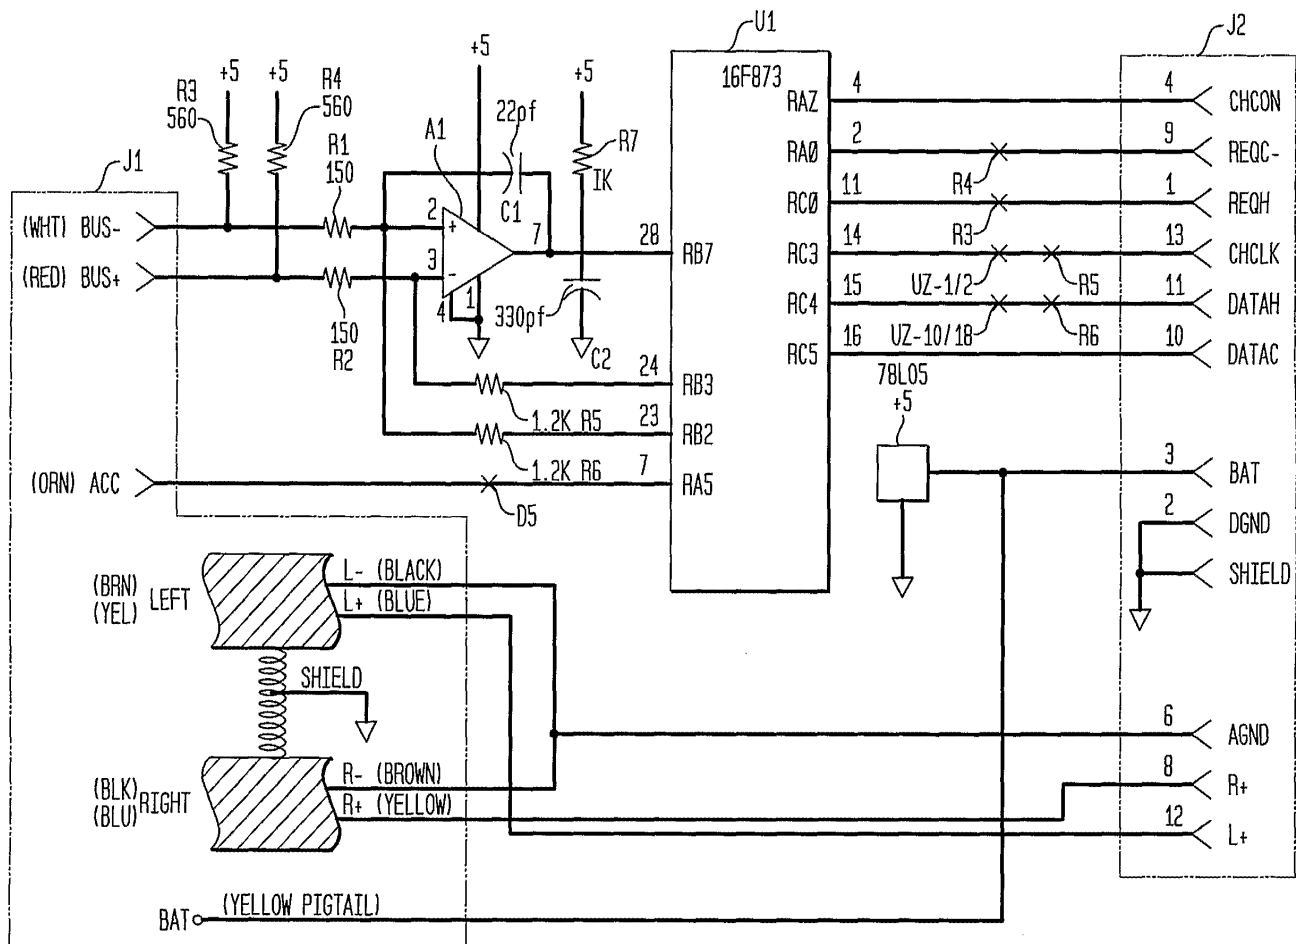 U1
J2
+5
+5
+5
+5
R3
560
R4
560
16F873
22pf
A1
R7
1K
C1
J1
R1
150
RAZ
4
4
CHCON
RA0
2
9
REQC-
R4
RC0
11
1
REQH
R3
(WHT) BUS-
2
+
7
28
RB7
RC3
14
13
CHCLK
UZ-1/2
R5
(RED) BUS+
3
-
1
4
150
R2
330pf
C2
RC4
15
11
DATAH
UZ-10/18
R6
RC5
16
10
DATAC
24
RB3
1.2K R5
23
RB2
1.2K R6
78L05
+5
(ORN) ACC
7
RA5
D5
3
BAT
2
DGND
SHIELD
(BRN)
(YEL)
LEFT
L- (BLACK)
L+ (BLUE)
SHIELD
6
AGND
(BLK)
(BLU)
RIGHT
R- (BROWN)
R+ (YELLOW)
8
R+
12
L+
BAT
(YELLOW PIGTAIL)